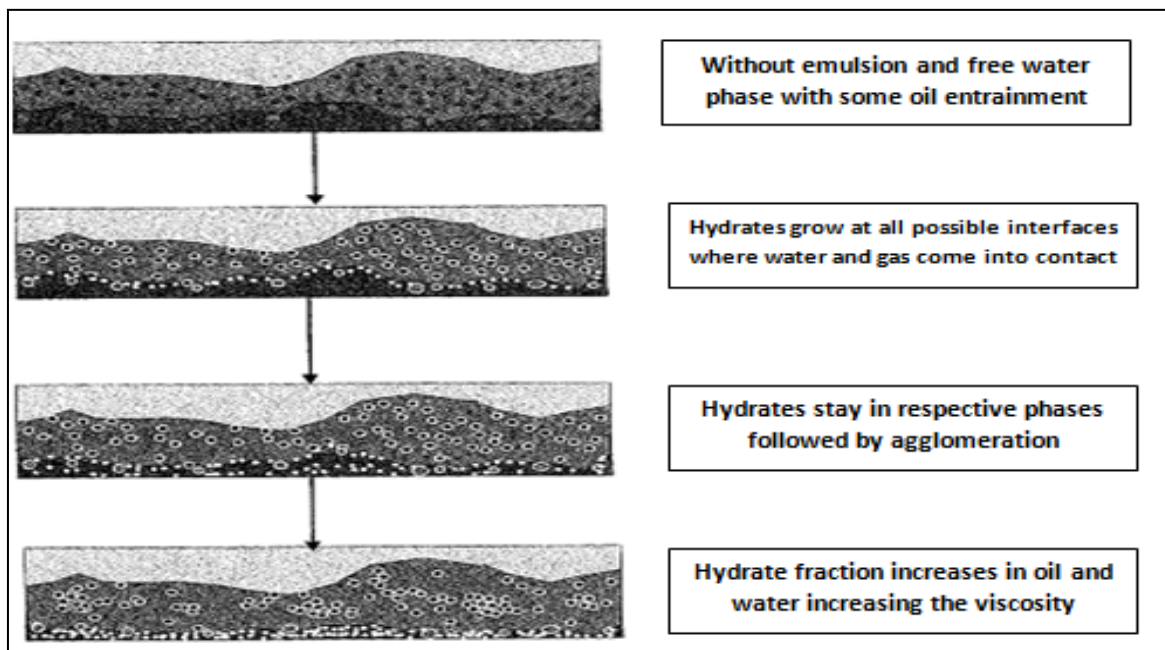 Without emulsion and free water
phase with some oil entrainment
Hydrates grow at all possible interfaces
where water and gas come into contact
Hydrates stay in respective phases
followed by agglomeration
Hydrate fraction increases in oil and
water increasing the viscosity